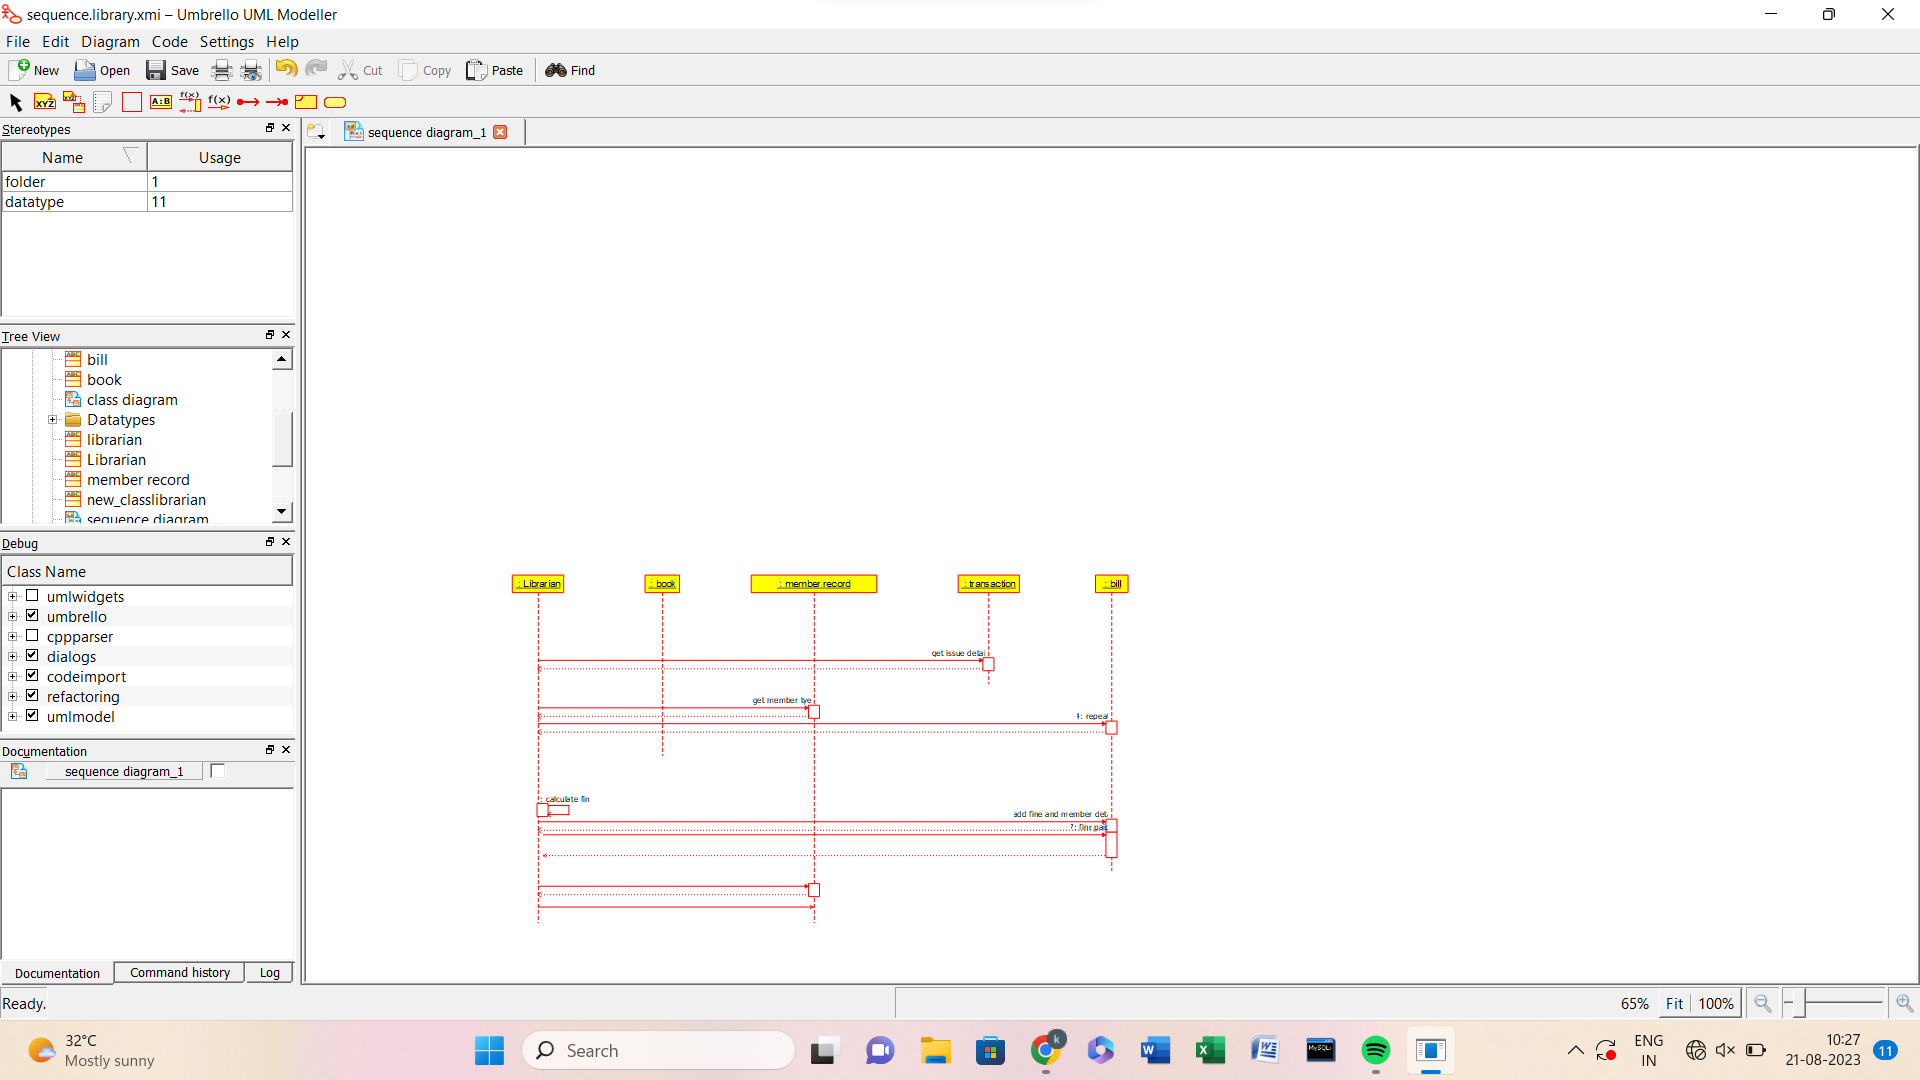 sequence.library.xmi – Umbrello UML Modeller
File Edit Diagram Code Settings Help
New Open Save Cut Copy Paste Find
XYZ A:B f(x) f(x)
Stereotypes
sequence diagram_1
Name Usage
folder 1
datatype 11
Tree View
bill
book
class diagram
Datatypes
librarian
Librarian
member record
new_classlibrarian
sequence diagram
Debug
Class Name
umlwidgets
umbrello
cppparser
dialogs
codeimport
refactoring
umlmodel
Documentation
sequence diagram_1
Documentation Command history Log
: Librarian : book : member record : transaction : bill
get issue detai
get member tye
: repeat
: calculate fin
add fine and member det
: finr paid
Ready.
65% Fit 100%
32°C
Mostly sunny
Search
k
W
X
W
MySQL
ENG
IN
10:27
21-08-2023
11